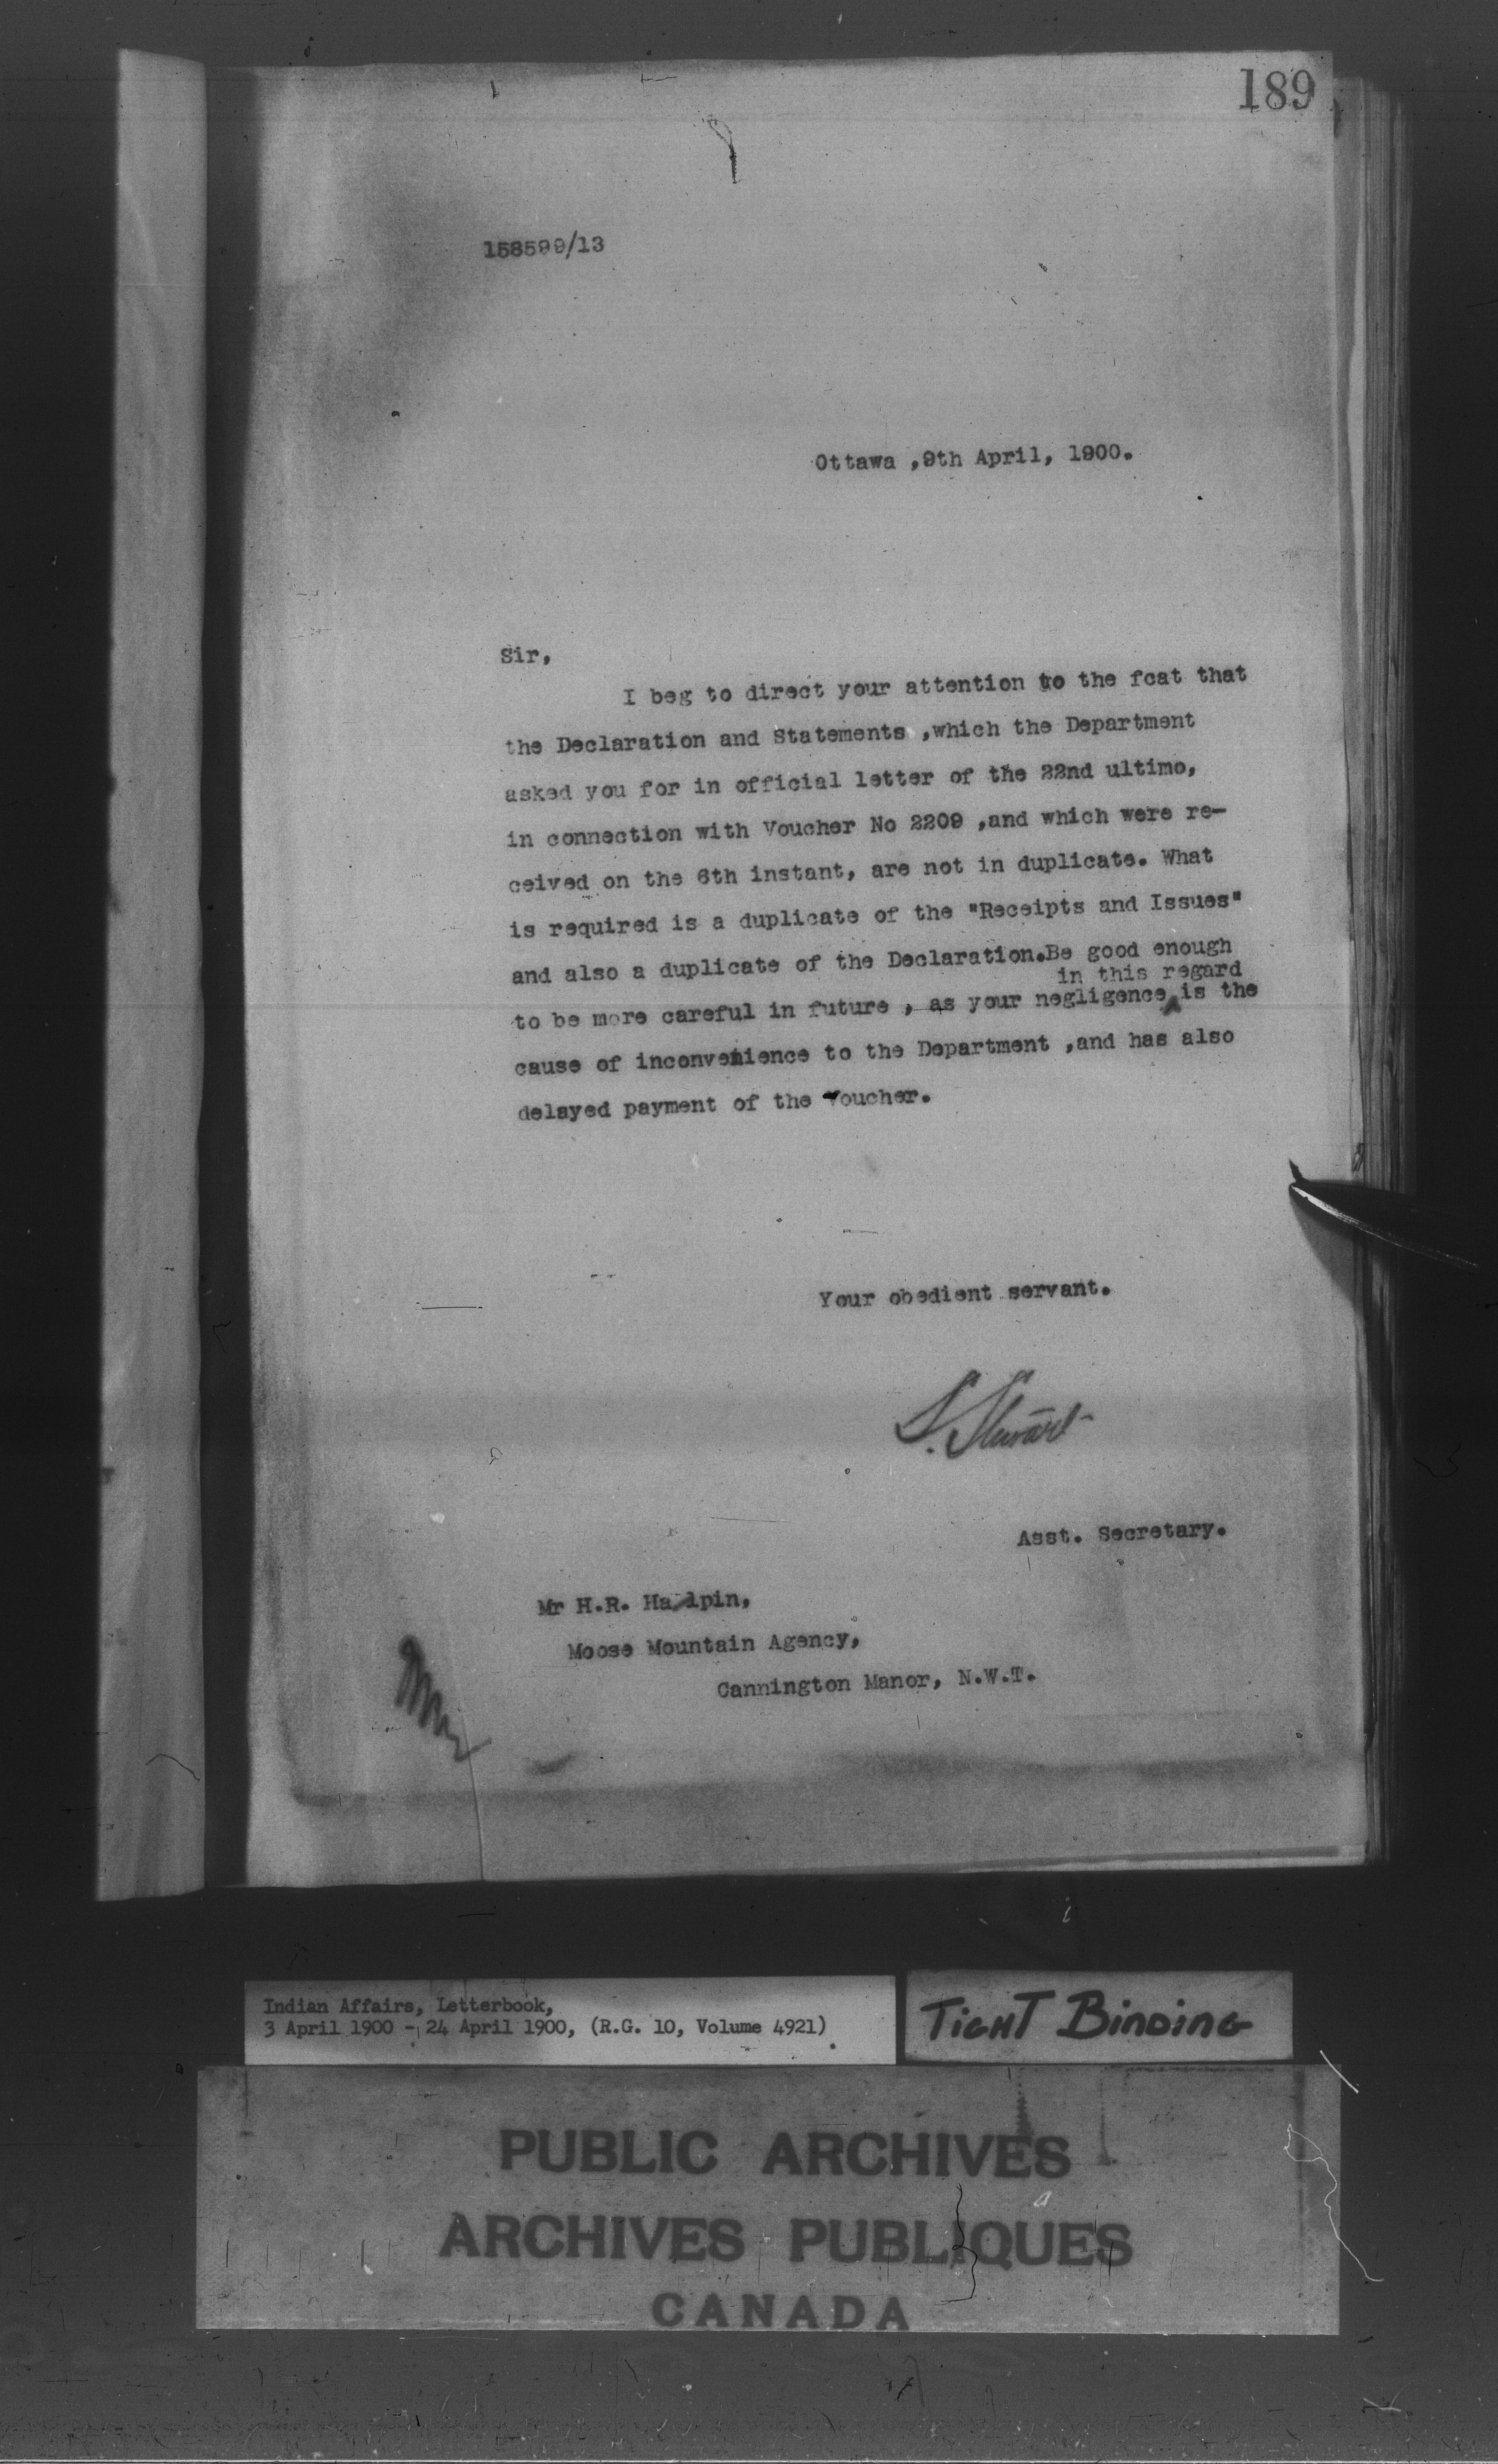 189
158599/13
Ottawa ,9th April, 1900.
Sir,
I beg to direct your attention to the fcat that
the Declaration and Statements ,which the Department
asked you for in official letter of the 22nd ultimo,
in connection with Voucher No 2209 ,and which were re-
ceived on the 6th instant, are not in duplicate. What
is required is a duplicate of the "Receipts and Issues"
and also a duplicate of the Declaration.Be good enough
in this regard
to be more careful in future , as your negligence is the
cause of inconvenience to the Department ,and has also
delayed payment of the Voucher.
Your obedient servant.
S. Stewart
Asst. Secretary.
Mr H.R. Halpin,
Moose Mountain Agency,
Cannington Manor, N.W.T.
Indian Affairs, Letterbook,
3 April 1900 - 24 April 1900, (R.G. 10, Volume 4921)
TIGHT BINDING
PUBLIC ARCHIVES
ARCHIVES PUBLIQUES
CANADA